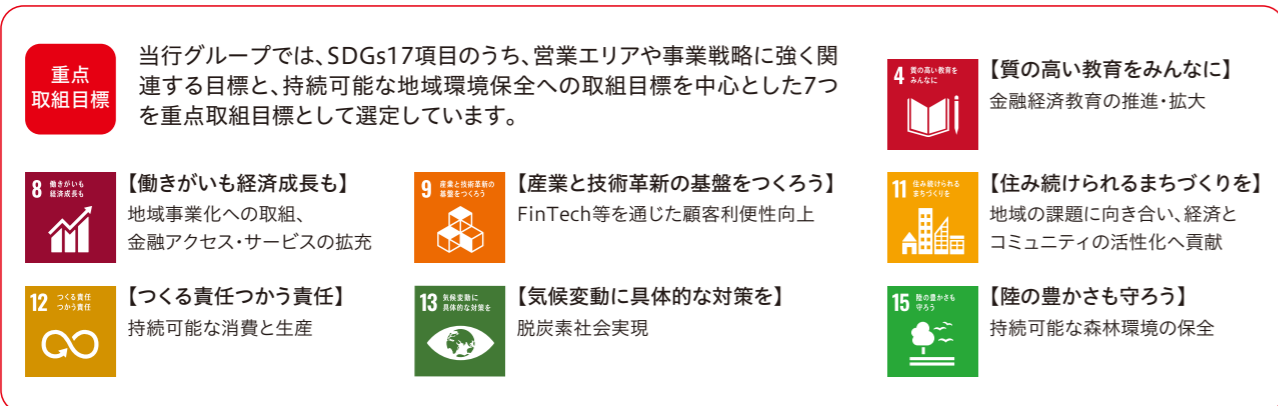 重点
取組目標
当行グループでは、SDGs17項目のうち、営業エリアや事業戦略に強く関
連する目標と、持続可能な地域環境保全への取組目標を中心とした7つ
を重点取組目標として選定しています。
4 質の高い教育を
みんなに
【質の高い教育をみんなに】
金融経済教育の推進・拡大
8 働きがいも
経済成長も
【働きがいも経済成長も】
地域事業化への取組、
金融アクセス・サービスの拡充
9 産業と技術革新の
基盤をつくろう
【産業と技術革新の基盤をつくろう】
FinTech等を通じた顧客利便性向上
11 住み続けられる
まちづくりを
【住み続けられるまちづくりを】
地域の課題に向き合い、経済と
コミュニティの活性化へ貢献
12 つくる責任
つかう責任
【つくる責任つかう責任】
持続可能な消費と生産
13 気候変動に
具体的な対策を
【気候変動に具体的な対策を】
脱炭素社会実現
15 陸の豊かさも
守ろう
【陸の豊かさも守ろう】
持続可能な森林環境の保全